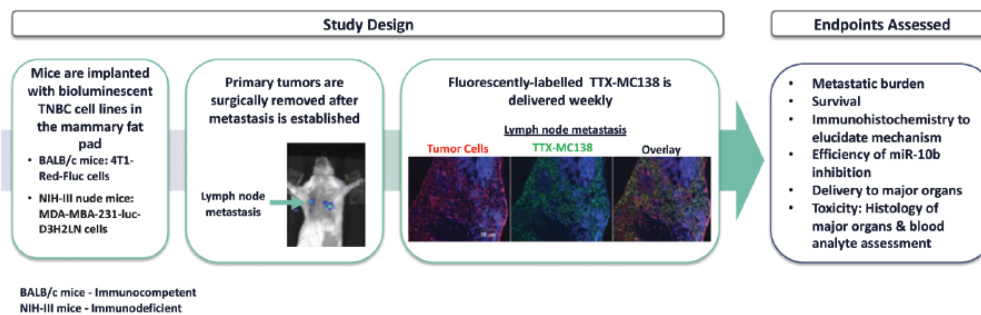 Study Design
Endpoints Assessed
Mice are implanted
with bioluminescent
TNBC cell lines in
the mammary fat
pad
• BALB/c mice: 4T1-
Red-Fluc cells
• NIH-III nude mice:
MDA-MBA-231-luc-
D3H2LN cells
Primary tumors are
surgically removed after
metastasis is established
Lymph node
metastasis
Fluorescently-labelled TTX-MC138 is
delivered weekly
Lymph node metastasis
Tumor Cells TTX-MC138 Overlay
• Metastatic burden
• Survival
• Immunohistochemistry to
elucidate mechanism
• Efficiency of miR-10b
inhibition
• Delivery to major organs
• Toxicity: Histology of
major organs & blood
analyte assessment
BALB/c mice - Immunocompetent
NIH-III mice - Immunodeficient